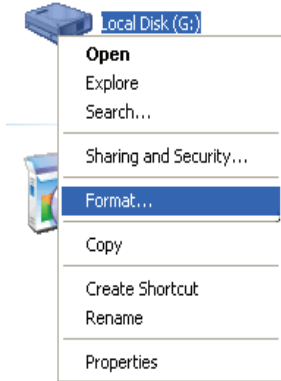 Local Disk (G:)
Open
Explore
Search...
Sharing and Security...
Format...
Copy
Create Shortcut
Rename
Properties